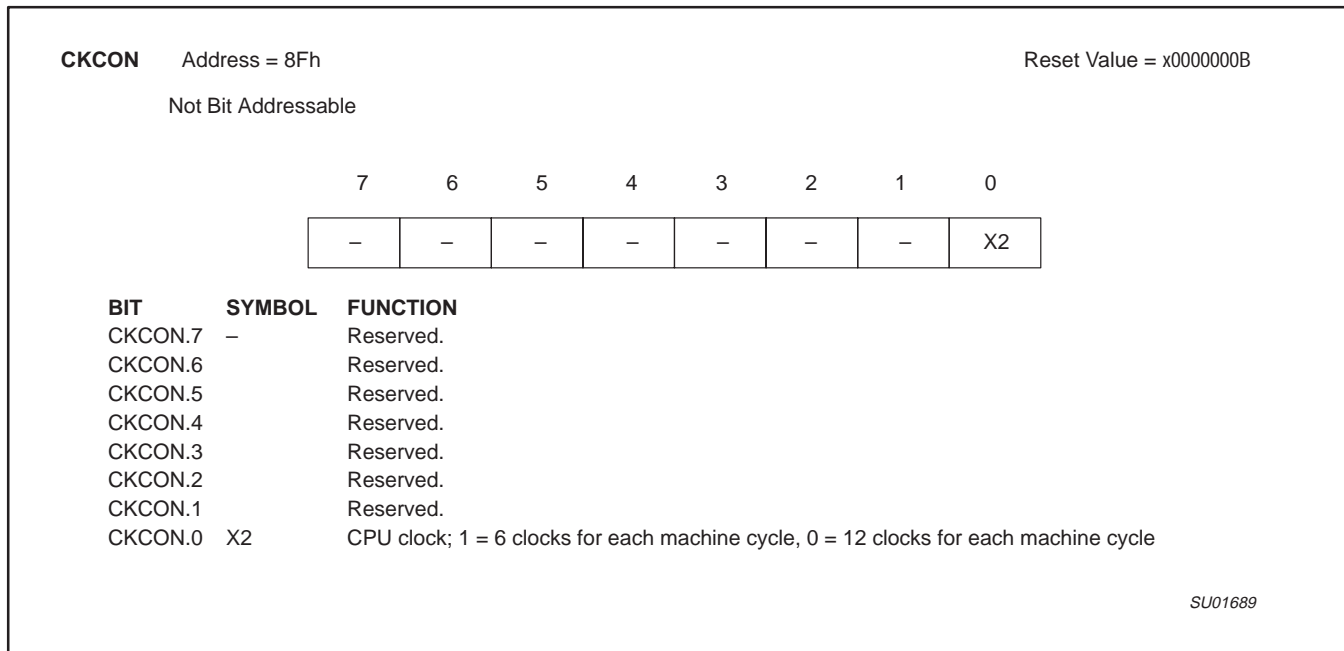 CKCON Address = 8Fh Reset Value = x0000000B
Not Bit Addressable
7 6 5 4 3 2 1 0
– – – – – – – X2
BIT SYMBOL FUNCTION
CKCON.7 – Reserved.
CKCON.6 Reserved.
CKCON.5 Reserved.
CKCON.4 Reserved.
CKCON.3 Reserved.
CKCON.2 Reserved.
CKCON.1 Reserved.
CKCON.0 X2 CPU clock; 1 = 6 clocks for each machine cycle, 0 = 12 clocks for each machine cycle
SU01689